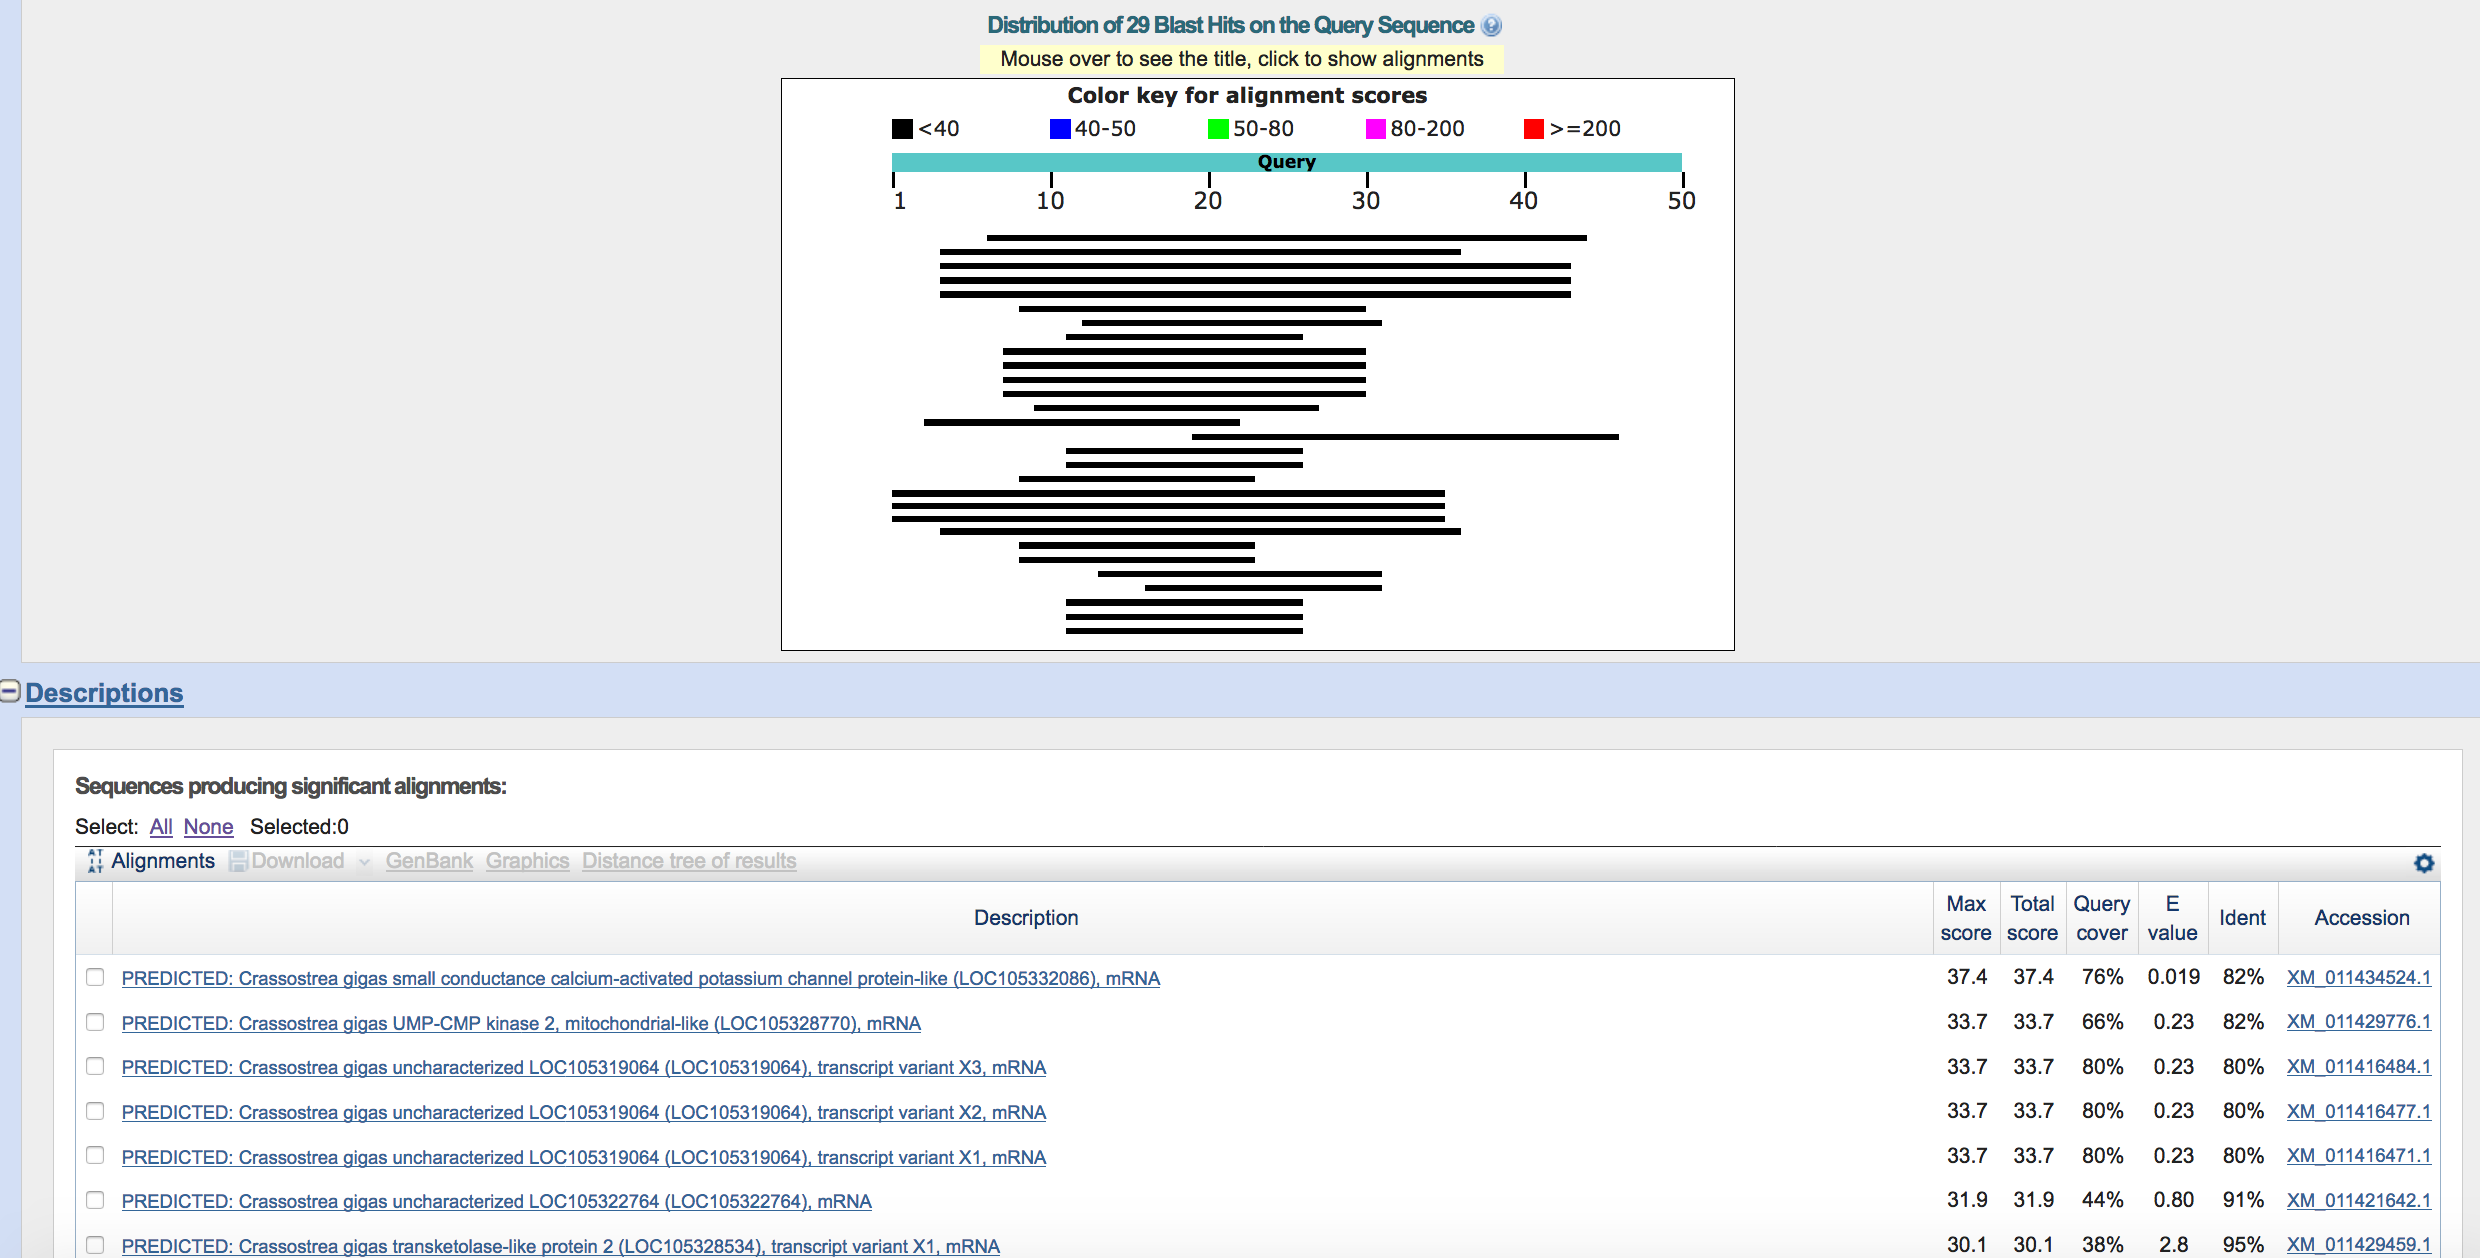 Distribution of 29 Blast Hits on the Query Sequence ?
Mouse over to see the title, click to show alignments
Color key for alignment scores
<40 40-50 50-80 80-200 >=200
Query
1 10 20 30 40 50
Descriptions
Sequences producing significant alignments:
Select: All None Selected:0
AT AT Alignments Download GenBank Graphics Distance tree of results
Description Max score Total score Query cover E value Ident Accession
PREDICTED: Crassostrea gigas small conductance calcium-activated potassium channel protein-like (LOC105332086), mRNA 37.4 37.4 76% 0.019 82% XM_011434524.1
PREDICTED: Crassostrea gigas UMP-CMP kinase 2, mitochondrial-like (LOC105328770), mRNA 33.7 33.7 66% 0.23 82% XM_011429776.1
PREDICTED: Crassostrea gigas uncharacterized LOC105319064 (LOC105319064), transcript variant X3, mRNA 33.7 33.7 80% 0.23 80% XM_011416484.1
PREDICTED: Crassostrea gigas uncharacterized LOC105319064 (LOC105319064), transcript variant X2, mRNA 33.7 33.7 80% 0.23 80% XM_011416477.1
PREDICTED: Crassostrea gigas uncharacterized LOC105319064 (LOC105319064), transcript variant X1, mRNA 33.7 33.7 80% 0.23 80% XM_011416471.1
PREDICTED: Crassostrea gigas uncharacterized LOC105322764 (LOC105322764), mRNA 31.9 31.9 44% 0.80 91% XM_011421642.1
PREDICTED: Crassostrea gigas transketolase-like protein 2 (LOC105328534), transcript variant X1, mRNA 30.1 30.1 38% 2.8 95% XM_011429459.1